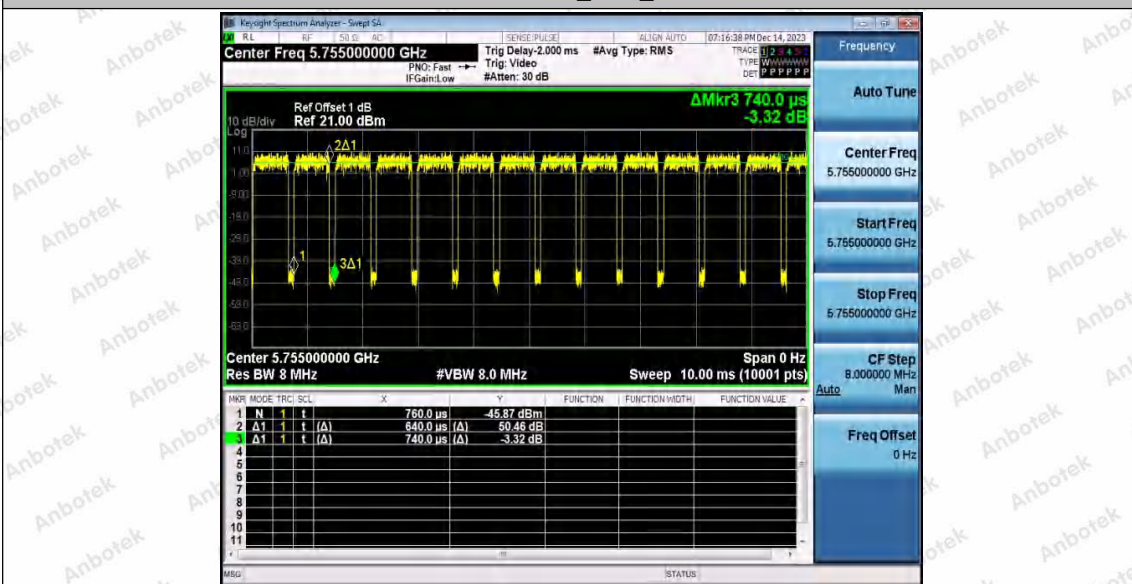 Keysight Spectrum Analyzer - Swept SA
RL RF 50 Ω AC SENSE:PULSE ALIGN AUTO 07:16:38 PM Dec 14, 2023
Center Freq 5.755000000 GHz
PNO: Fast
IFGain:Low
Trig Delay-2.000 ms
Trig: Video
#Atten: 30 dB
#Avg Type: RMS
TRACE 1 2 3 4 5 6
TYPE WWWWWW
DET P P P P P P
ΔMkr3 740.0 µs
-3.32 dB
10 dB/div
Log
Ref Offset 1 dB
Ref 21.00 dBm
11.0
1.00
-9.00
-19.0
-29.0
-39.0
-49.0
-59.0
-69.0
2Δ1
1
3Δ1
Center 5.755000000 GHz
Span 0 Hz
Res BW 8 MHz
#VBW 8.0 MHz
Sweep 10.00 ms (10001 pts)
MKR MODE TRC SCL X Y FUNCTION FUNCTION WIDTH FUNCTION VALUE
1 N 1 t 760.0 µs -45.87 dBm
2 Δ1 1 t (Δ) 640.0 µs (Δ) 50.46 dB
3 Δ1 1 t (Δ) 740.0 µs (Δ) -3.32 dB
4
5
6
7
8
9
10
11
MSG
STATUS
Frequency
Auto Tune
Center Freq
5.755000000 GHz
Start Freq
5.755000000 GHz
Stop Freq
5.755000000 GHz
CF Step
8.000000 MHz
Auto Man
Freq Offset
0 Hz
Anbotek